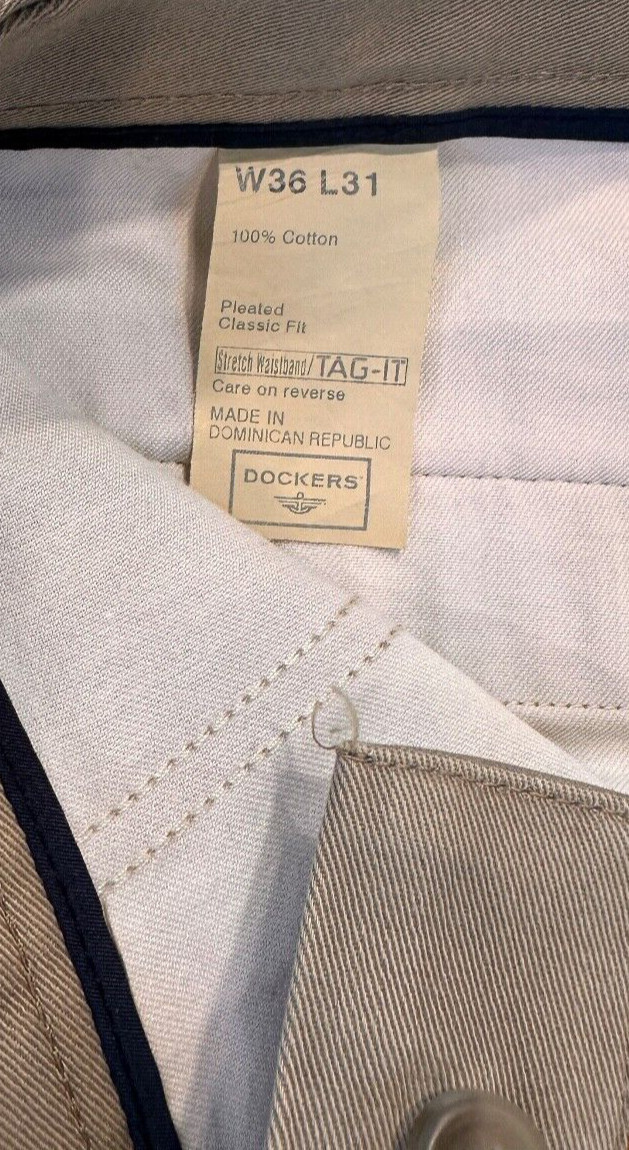 W36 L31
100% Cotton
Pleated
Classic Fit
Stretch Waistband/TAG-IT
Care on reverse
MADE IN
DOMINICAN REPUBLIC
DOCKERS